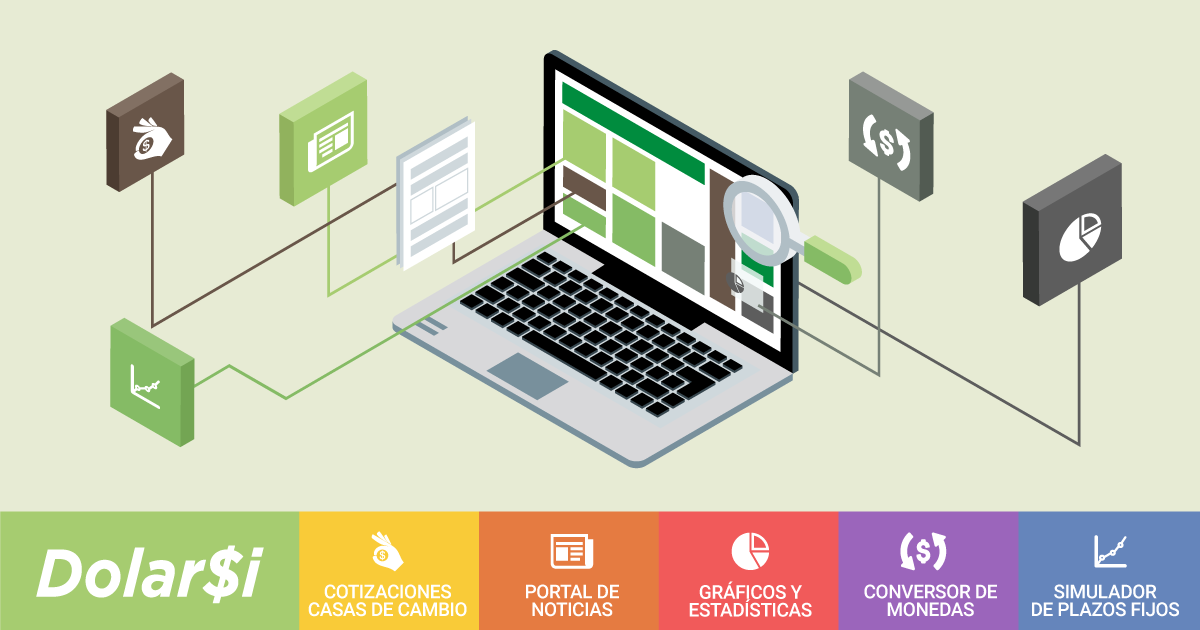 Dolar$i
COTIZACIONES
CASAS DE CAMBIO
PORTAL DE
NOTICIAS
GRÁFICOS Y
ESTADÍSTICAS
CONVERSOR DE
MONEDAS
SIMULADOR
DE PLAZOS FIJOS